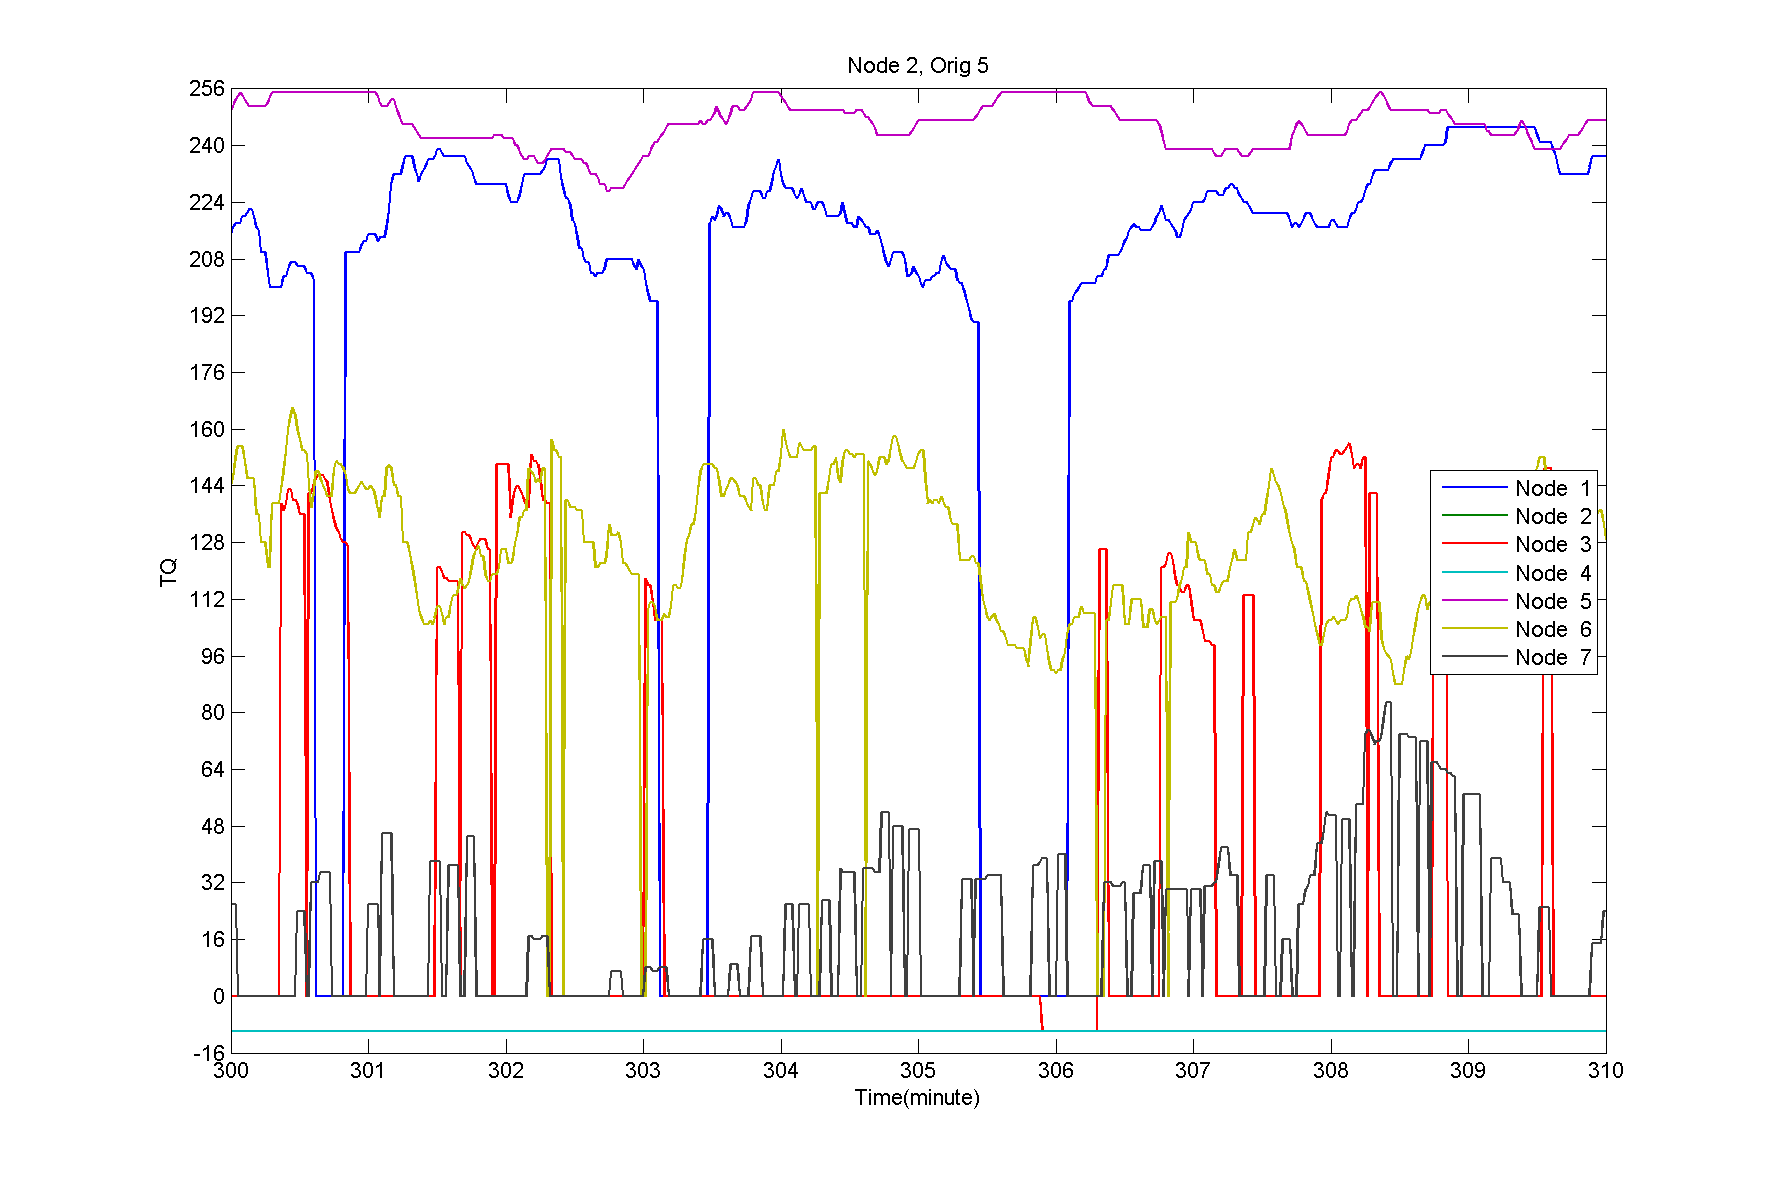 Node 2, Orig 5
256
240
224
208
192
176
160
144
128
112
96
80
64
48
32
16
0
-16
TQ
Node 1
Node 2
Node 3
Node 4
Node 5
Node 6
Node 7
300 301 302 303 304 305 306 307 308 309 310
Time(minute)